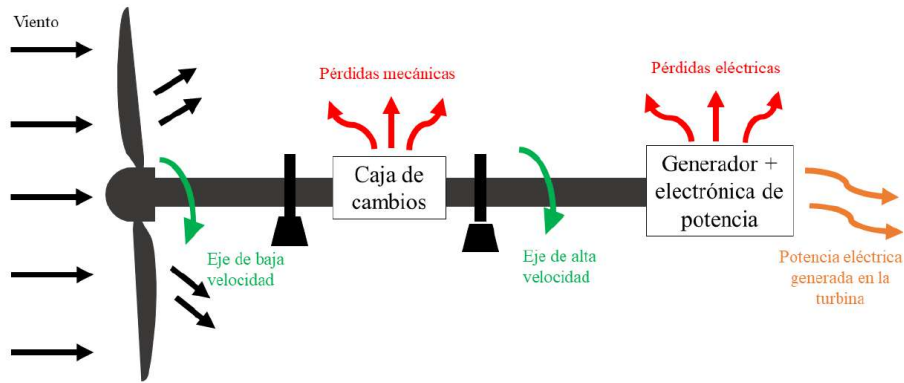 Viento
Pérdidas mecánicas
Pérdidas eléctricas
Caja de
cambios
Generador +
electrónica de
potencia
Eje de baja
velocidad
Eje de alta
velocidad
Potencia eléctrica
generada en la
turbina